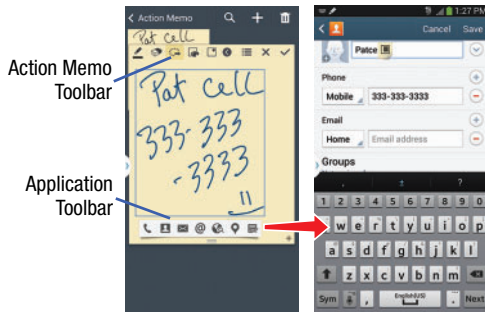 Action Memo
Pat cell
Action Memo
Toolbar
Pat cell
333-333
-3333
Application
Toolbar
1:27 PM
Cancel Save
Patce
Phone
Mobile 333-333-3333
Email
Home Email address
Groups
, ± ?
1 2 3 4 5 6 7 8 9 0
w e r t y u i o p
a s d f g h j k l
z x c v b n m
Sym , English(US) . Next